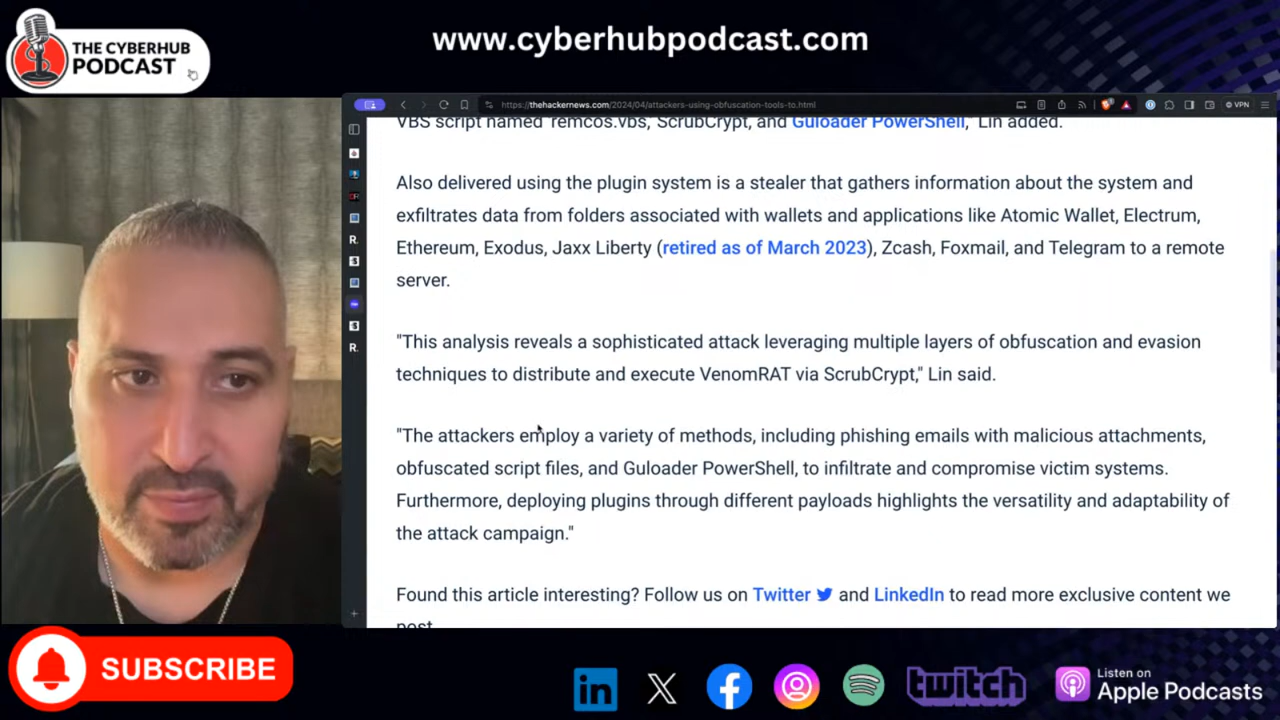 www.cyberhubpodcast.com
THE CYBERHUB
PODCAST
https://thehackernews.com/2024/04/attackers-using-obfuscation-tools-to.html
VPN
VBS script named 'remcos.vbs,' ScrubCrypt, and Guloader PowerShell," Lin added.
Also delivered using the plugin system is a stealer that gathers information about the system and
exfiltrates data from folders associated with wallets and applications like Atomic Wallet, Electrum,
Ethereum, Exodus, Jaxx Liberty (retired as of March 2023), Zcash, Foxmail, and Telegram to a remote
server.
"This analysis reveals a sophisticated attack leveraging multiple layers of obfuscation and evasion
techniques to distribute and execute VenomRAT via ScrubCrypt," Lin said.
"The attackers employ a variety of methods, including phishing emails with malicious attachments,
obfuscated script files, and Guloader PowerShell, to infiltrate and compromise victim systems.
Furthermore, deploying plugins through different payloads highlights the versatility and adaptability of
the attack campaign."
Found this article interesting? Follow us on Twitter and LinkedIn to read more exclusive content we
post.
SUBSCRIBE
in
twitch
Listen on
Apple Podcasts